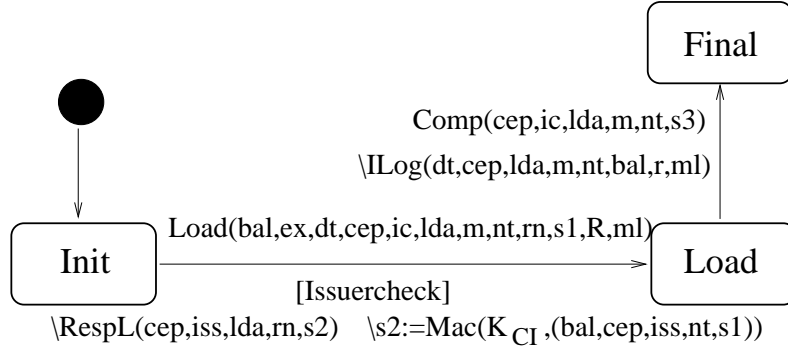 Final
Comp(cep,ic,lda,m,nt,s3)
\ILog(dt,cep,lda,m,nt,bal,r,ml)
Load(bal,ex,dt,cep,ic,lda,m,nt,rn,s1,R,ml)
Init
Load
[Issuercheck]
\RespL(cep,iss,lda,rn,s2) \s2:=Mac(K_CI,(bal,cep,iss,nt,s1))